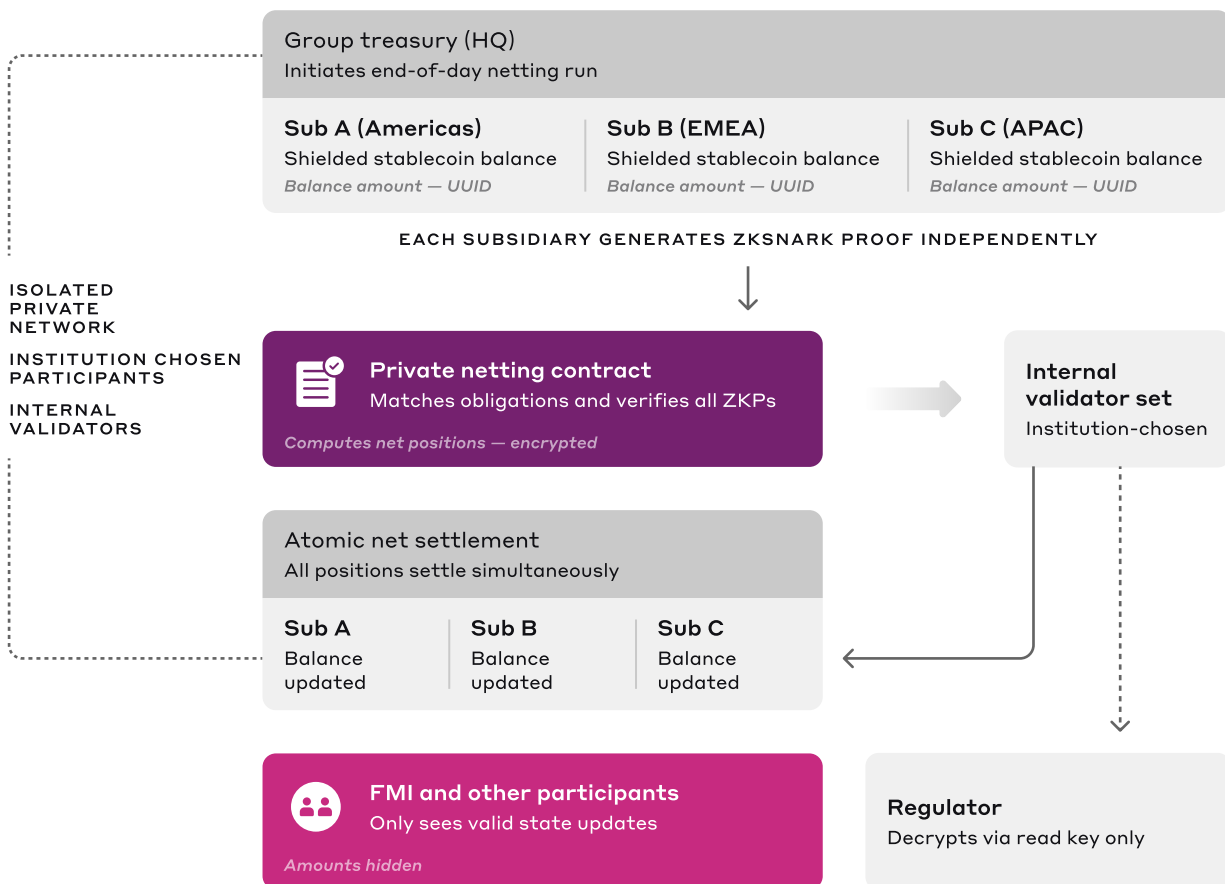 Group treasury (HQ)
Initiates end-of-day netting run
Sub A (Americas)
Shielded stablecoin balance
Balance amount — UUID
Sub B (EMEA)
Shielded stablecoin balance
Balance amount — UUID
Sub C (APAC)
Shielded stablecoin balance
Balance amount — UUID
EACH SUBSIDIARY GENERATES ZKSNARK PROOF INDEPENDENTLY
ISOLATED
PRIVATE
NETWORK
INSTITUTION CHOSEN
PARTICIPANTS
INTERNAL
VALIDATORS
Private netting contract
Matches obligations and verifies all ZKPs
Computes net positions — encrypted
Internal
validator set
Institution-chosen
Atomic net settlement
All positions settle simultaneously
Sub A
Balance
updated
Sub B
Balance
updated
Sub C
Balance
updated
FMI and other participants
Only sees valid state updates
Amounts hidden
Regulator
Decrypts via read key only